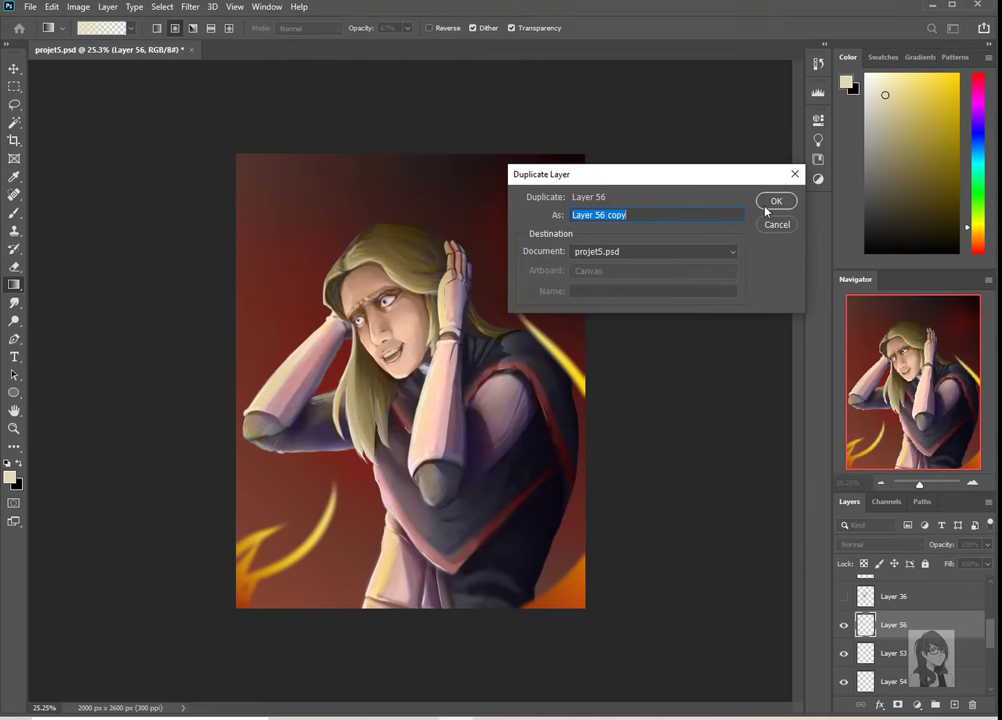 Ps File Edit Image Layer Type Select Filter 3D View Window Help
Mode: Normal Opacity: Reverse Dither Transparency
projet5.psd @ 25.3% (Layer 56, RGB/8#) * ×
Color Swatches Gradients Patterns
Duplicate Layer
Duplicate: Layer 56
As: Layer 56 copy
OK
Cancel
Destination
Document: projet5.psd
Artboard: Canvas
Name:
Navigator
25.25%
Layers Channels Paths
Kind
Normal Opacity: 100%
Lock: Fill: 100%
Layer 36
Layer 56
Layer 53
Layer 54
25.25% 2000 px x 2600 px (300 ppi)